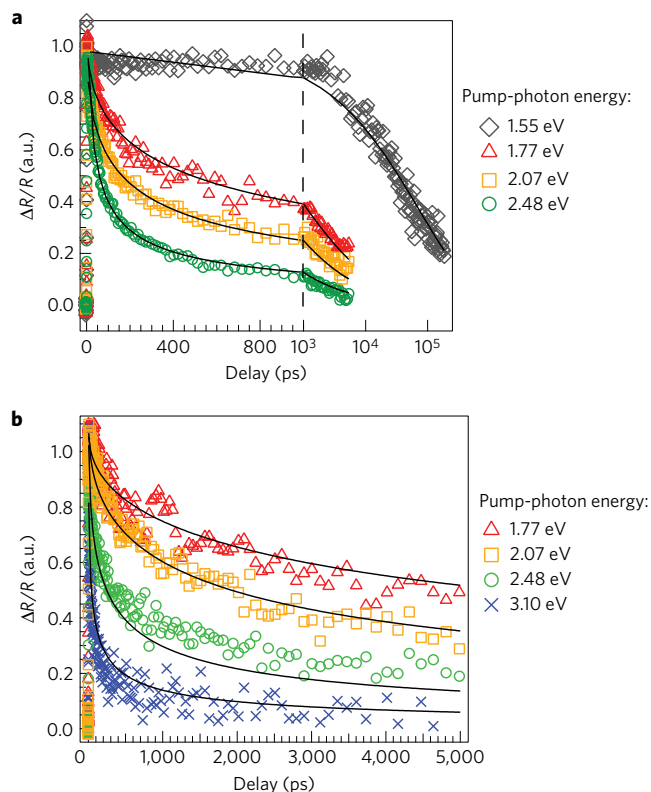 a
1.0
0.8
0.6
0.4
0.2
0.0
ΔR/R (a.u.)
0 400 800 10³ 10⁴ 10⁵
Delay (ps)
Pump-photon energy:
1.55 eV
1.77 eV
2.07 eV
2.48 eV
b
1.0
0.8
0.6
0.4
0.2
0.0
ΔR/R (a.u.)
0 1,000 2,000 3,000 4,000 5,000
Delay (ps)
Pump-photon energy:
1.77 eV
2.07 eV
2.48 eV
3.10 eV